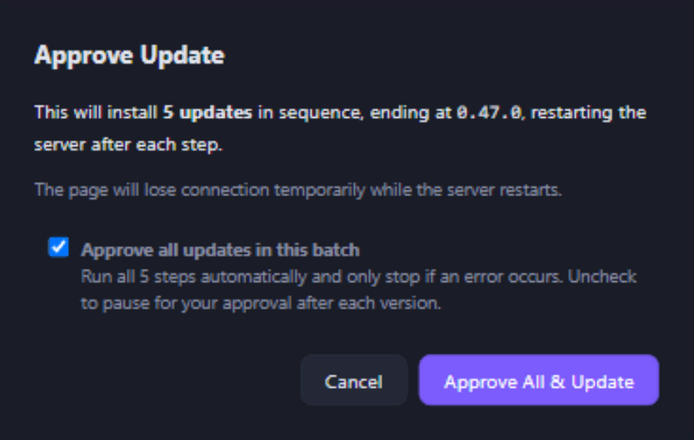 Approve Update
This will install 5 updates in sequence, ending at 0.47.0, restarting the
server after each step.
The page will lose connection temporarily while the server restarts.
Approve all updates in this batch
Run all 5 steps automatically and only stop if an error occurs. Uncheck
to pause for your approval after each version.
Cancel
Approve All & Update